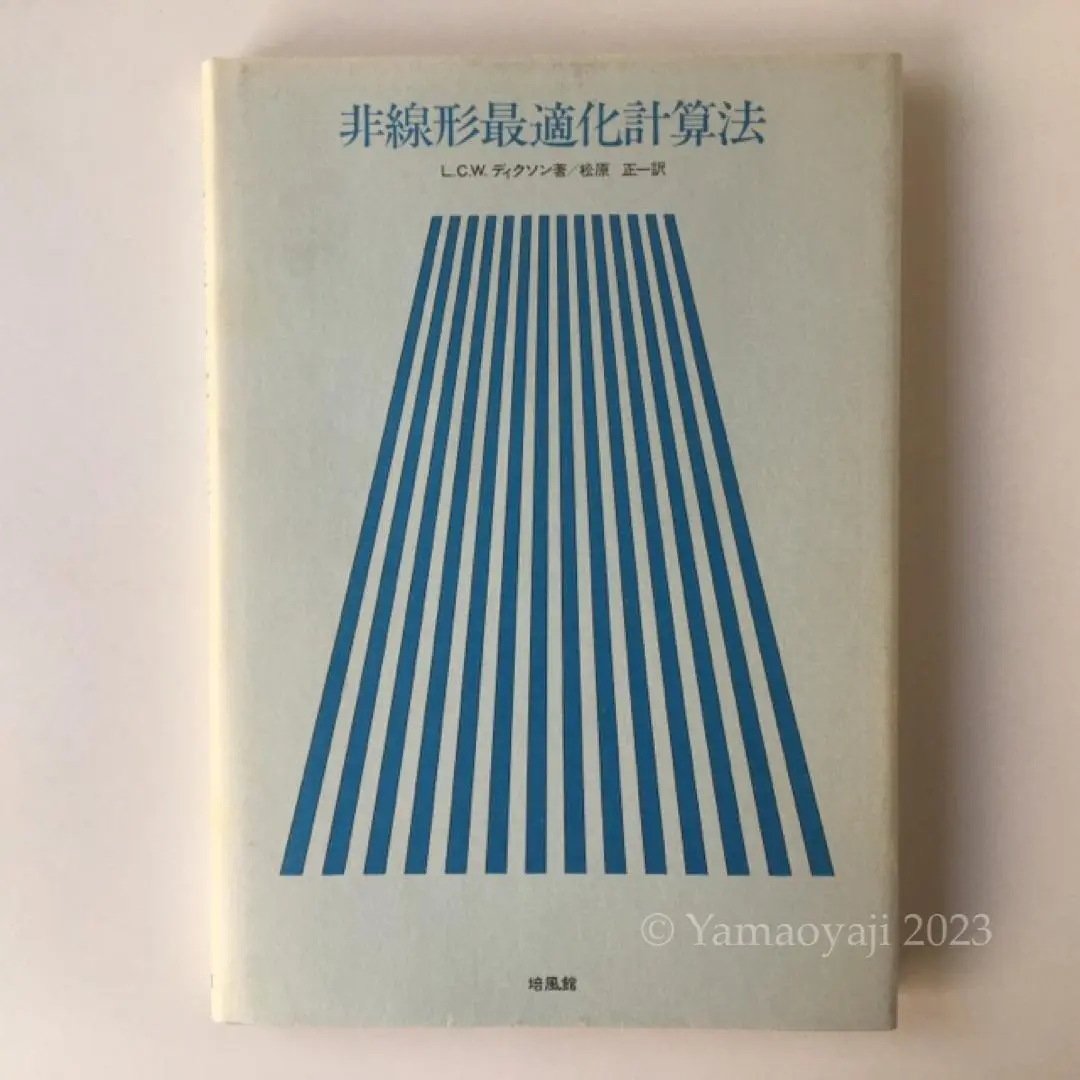 非線形最適化計算法
L.C.W.ディクソン著/松原 正一訳
© Yamaoyaji 2023
培風館